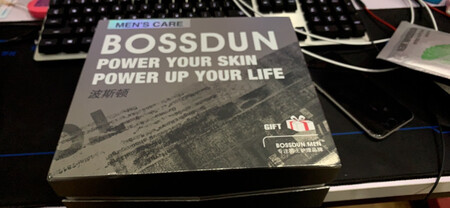 MEN'S CARE
BOSSDUN
POWER YOUR SKIN
POWER UP YOUR LIFE
波斯顿
GIFT
BOSSDUN MEN